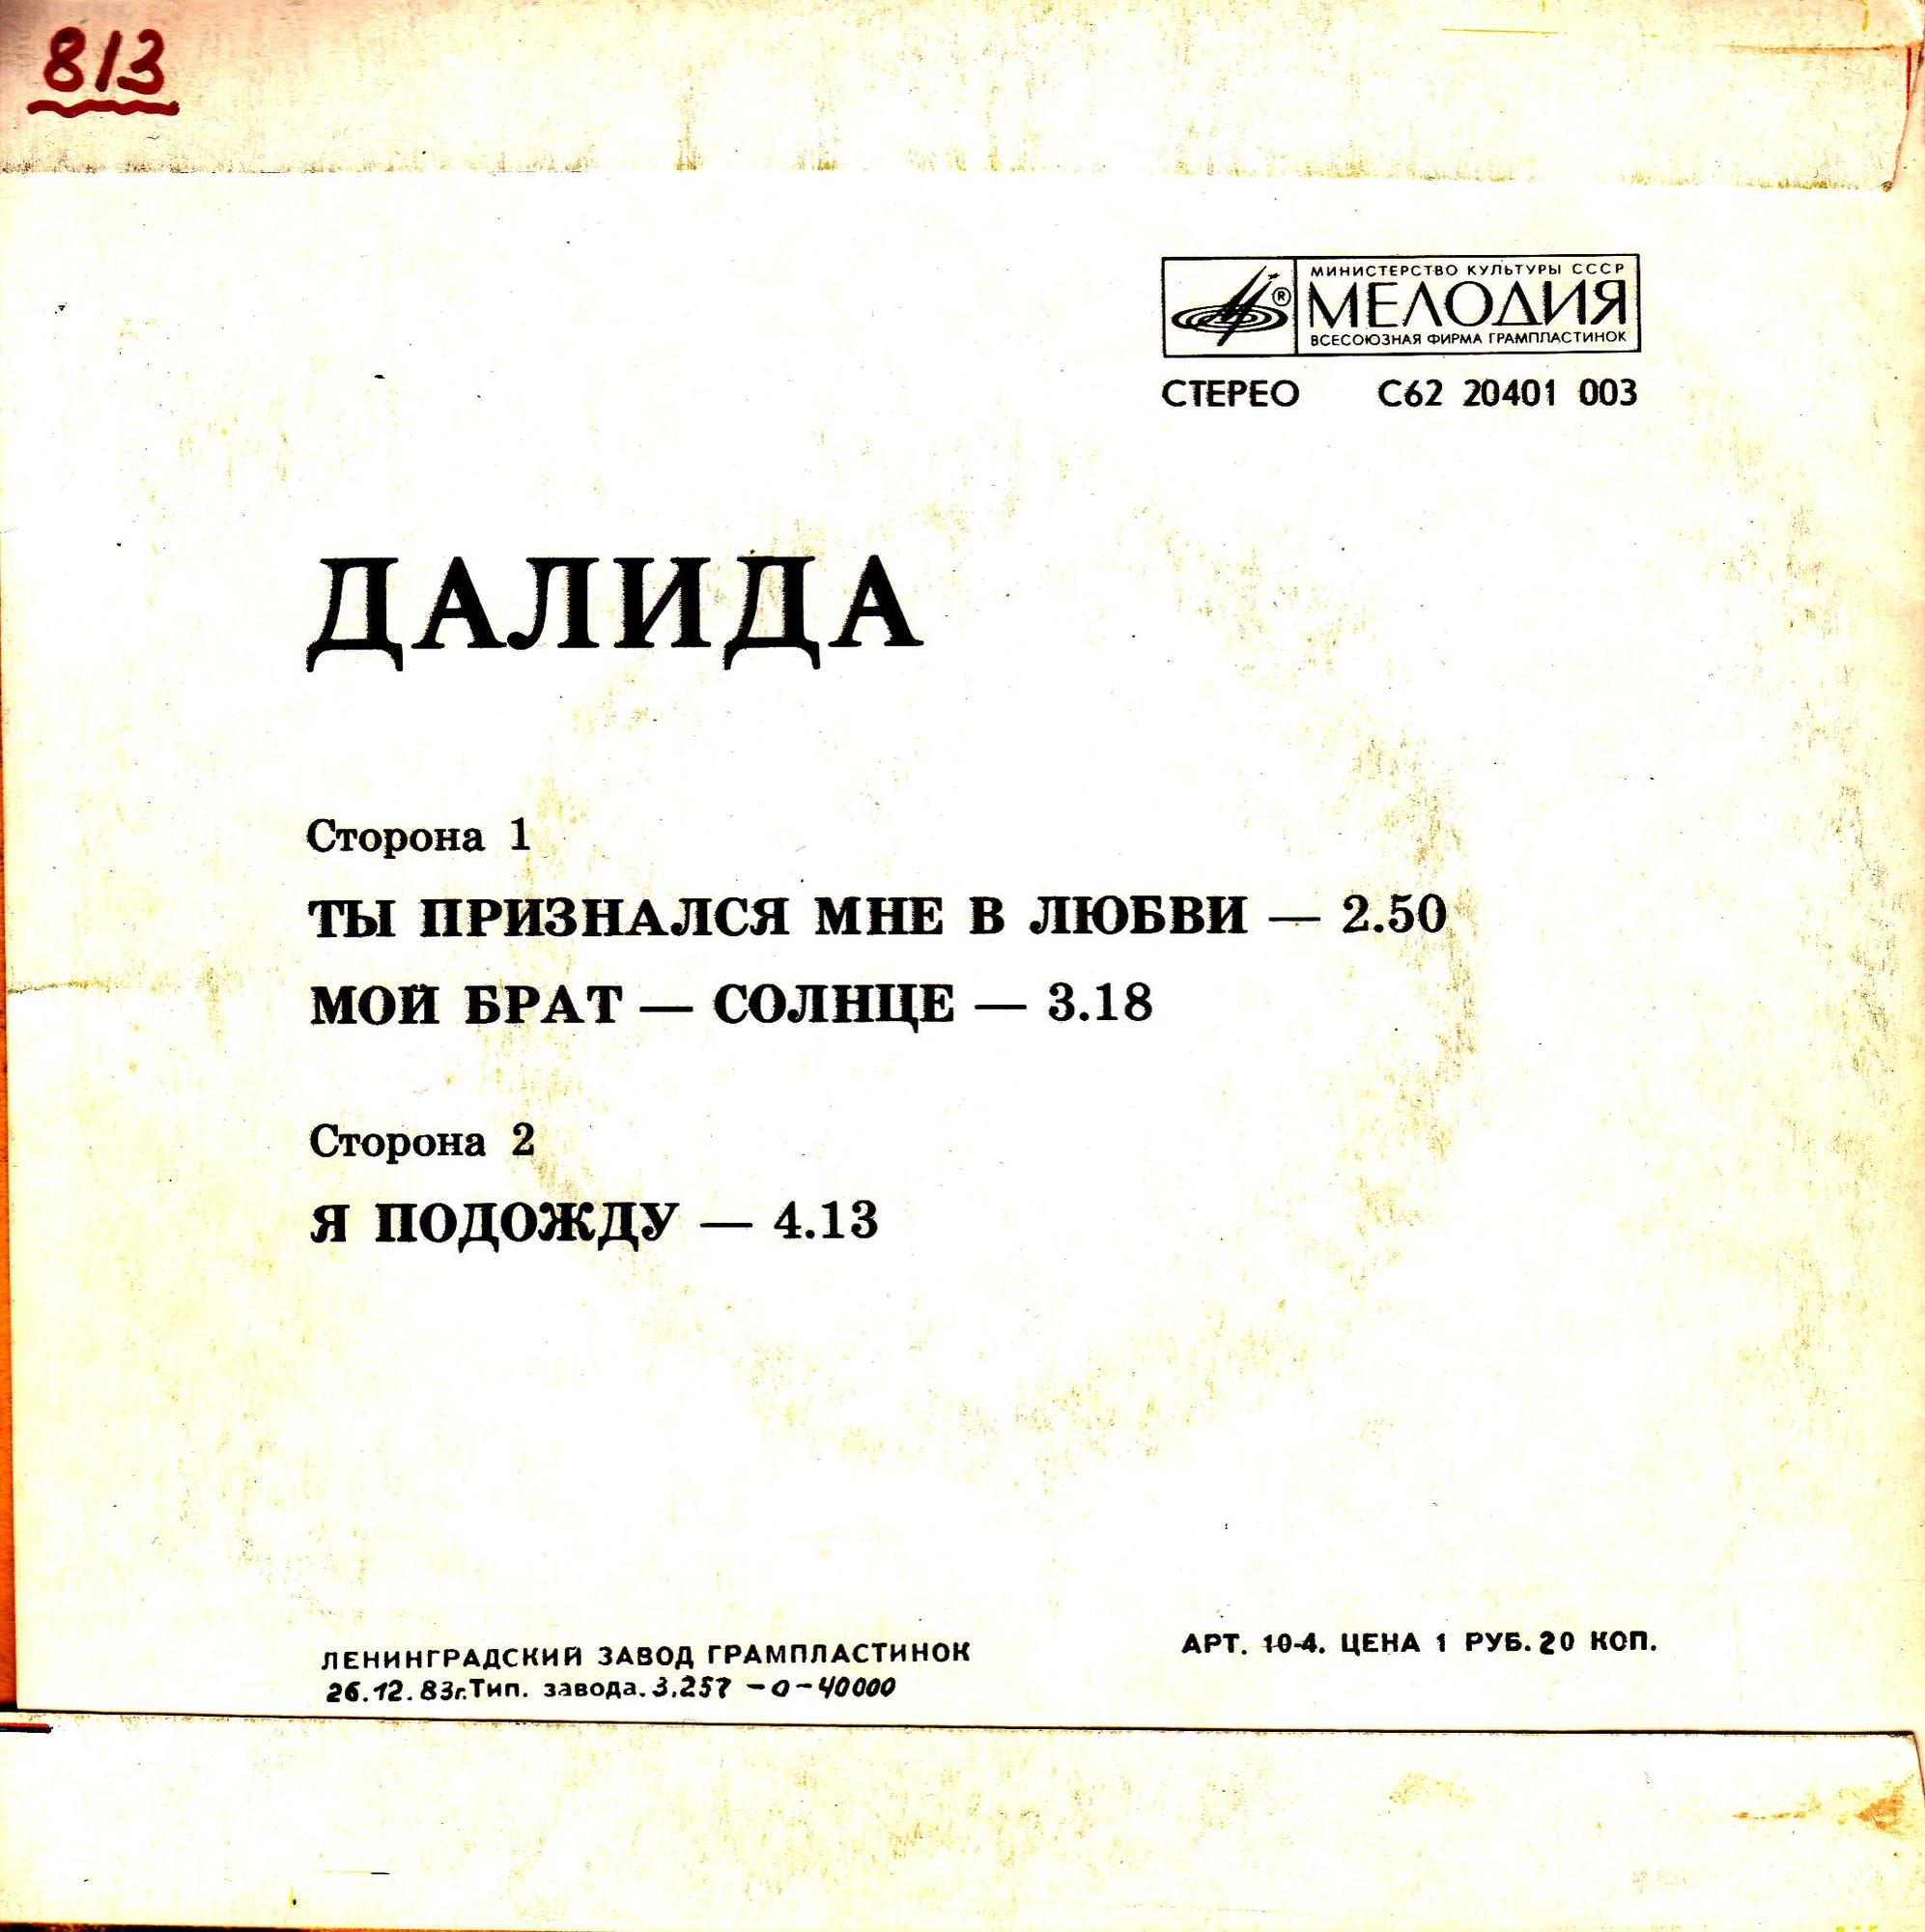 813
МИНИСТЕРСТВО КУЛЬТУРЫ СССР
® МЕЛОДИЯ
ВСЕСОЮЗНАЯ ФИРМА ГРАМПЛАСТИНОК
СТЕРЕО С62 20401 003
ДАЛИДА
Сторона 1
ТЫ ПРИЗНАЛСЯ МНЕ В ЛЮБВИ — 2.50
МОЙ БРАТ — СОЛНЦЕ — 3.18
Сторона 2
Я ПОДОЖДУ — 4.13
ЛЕНИНГРАДСКИЙ ЗАВОД ГРАМПЛАСТИНОК
26.12.83г.Тип. завода.З.257 -0-40000
АРТ. 10-4. ЦЕНА 1 РУБ. 20 КОП.